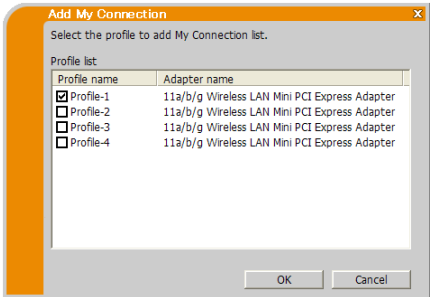 Add My Connection
Select the profile to add My Connection list.
Profile list
Profile name Adapter name
Profile-1 11a/b/g Wireless LAN Mini PCI Express Adapter
Profile-2 11a/b/g Wireless LAN Mini PCI Express Adapter
Profile-3 11a/b/g Wireless LAN Mini PCI Express Adapter
Profile-4 11a/b/g Wireless LAN Mini PCI Express Adapter
OK Cancel